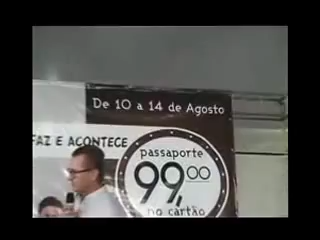 De 10 a 14 de Agosto
FAZ E ACONTECE
passaporte
99,00
no cartão